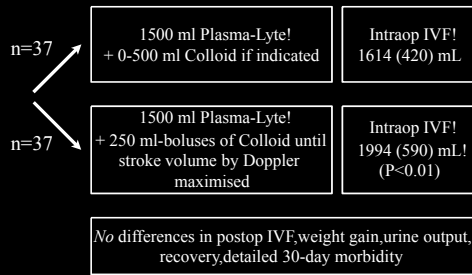 n=37
1500 ml Plasma-Lyte!
+ 0-500 ml Colloid if indicated
Intraop IVF!
1614 (420) mL
n=37
1500 ml Plasma-Lyte!
+ 250 ml-boluses of Colloid until
stroke volume by Doppler
maximised
Intraop IVF!
1994 (590) mL!
(P<0.01)
No differences in postop IVF,weight gain,urine output,
recovery,detailed 30-day morbidity